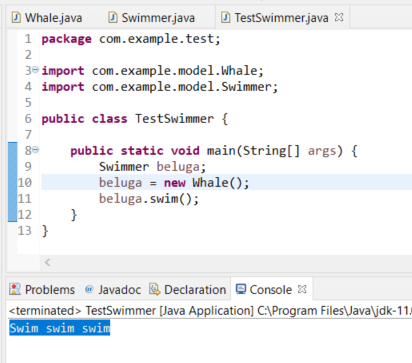 Whale.java Swimmer.java TestSwimmer.java
1 package com.example.test;
2
3 import com.example.model.Whale;
4 import com.example.model.Swimmer;
5
6 public class TestSwimmer {
7
8 public static void main(String[] args) {
9 Swimmer beluga;
10 beluga = new Whale();
11 beluga.swim();
12 }
13 }
Problems @ Javadoc Declaration Console
<terminated> TestSwimmer [Java Application] C:\Program Files\Java\jdk-11.
Swim swim swim